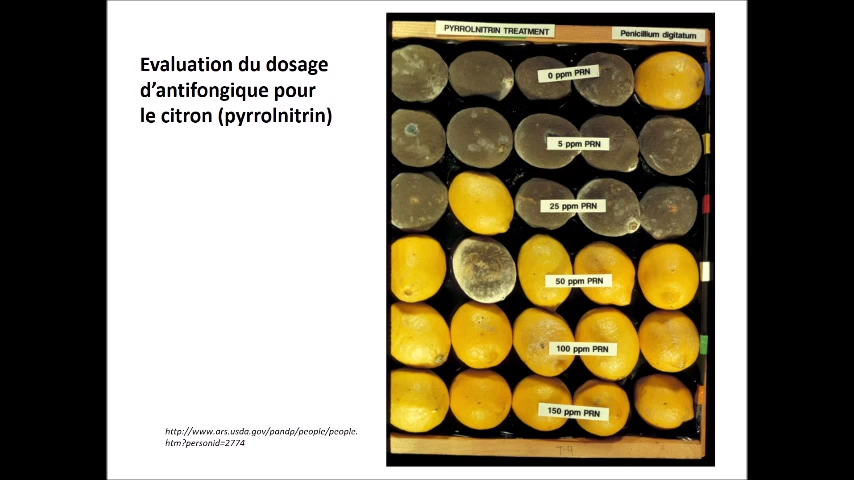 Evaluation du dosage
d’antifongique pour
le citron (pyrrolnitrin)
PYRROLNITRIN TREATMENT
Penicillium digitatum
0 ppm PRN
5 ppm PRN
25 ppm PRN
50 ppm PRN
100 ppm PRN
150 ppm PRN
http://www.ars.usda.gov/pandp/people/people.
htm?personid=2774